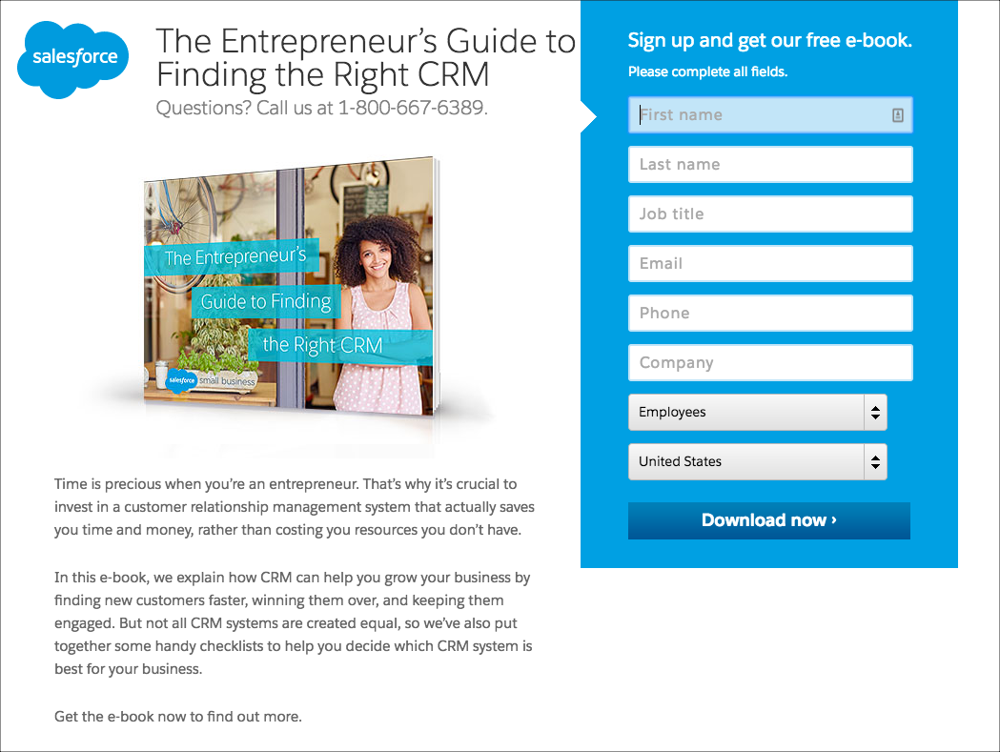 salesforce
The Entrepreneur’s Guide to
Finding the Right CRM
Questions? Call us at 1-800-667-6389.
The Entrepreneur’s
Guide to Finding
the Right CRM
salesforce small business
Time is precious when you’re an entrepreneur. That’s why it’s crucial to
invest in a customer relationship management system that actually saves
you time and money, rather than costing you resources you don’t have.
In this e-book, we explain how CRM can help you grow your business by
finding new customers faster, winning them over, and keeping them
engaged. But not all CRM systems are created equal, so we’ve also put
together some handy checklists to help you decide which CRM system is
best for your business.
Get the e-book now to find out more.
Sign up and get our free e-book.
Please complete all fields.
First name
Last name
Job title
Email
Phone
Company
Employees
United States
Download now ›